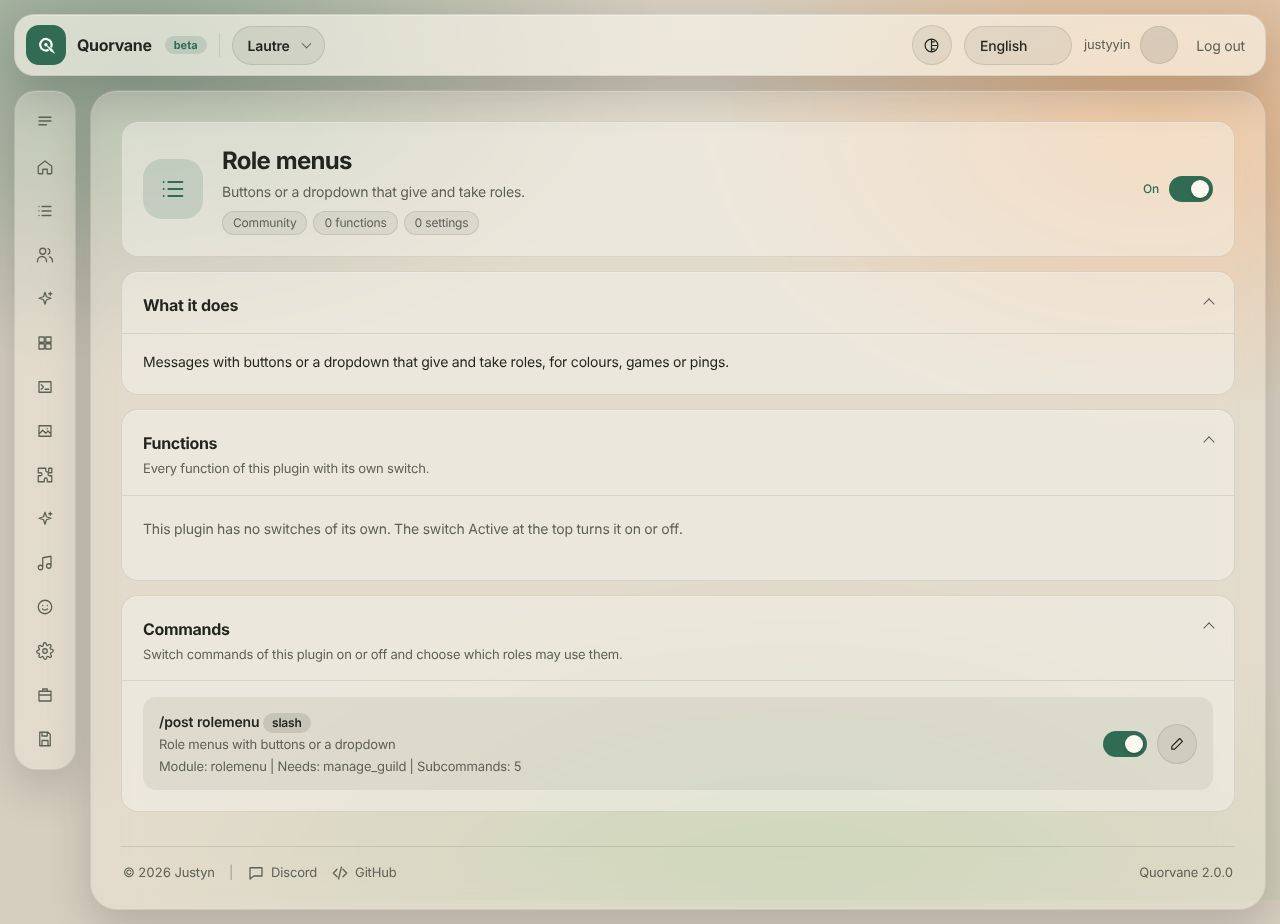 Quorvane beta Lautre English justyyin Log out
Role menus
Buttons or a dropdown that give and take roles.
Community 0 functions 0 settings
On
What it does
Messages with buttons or a dropdown that give and take roles, for colours, games or pings.
Functions
Every function of this plugin with its own switch.
This plugin has no switches of its own. The switch Active at the top turns it on or off.
Commands
Switch commands of this plugin on or off and choose which roles may use them.
/post rolemenu slash
Role menus with buttons or a dropdown
Module: rolemenu | Needs: manage_guild | Subcommands: 5
© 2026 Justyn | Discord GitHub Quorvane 2.0.0